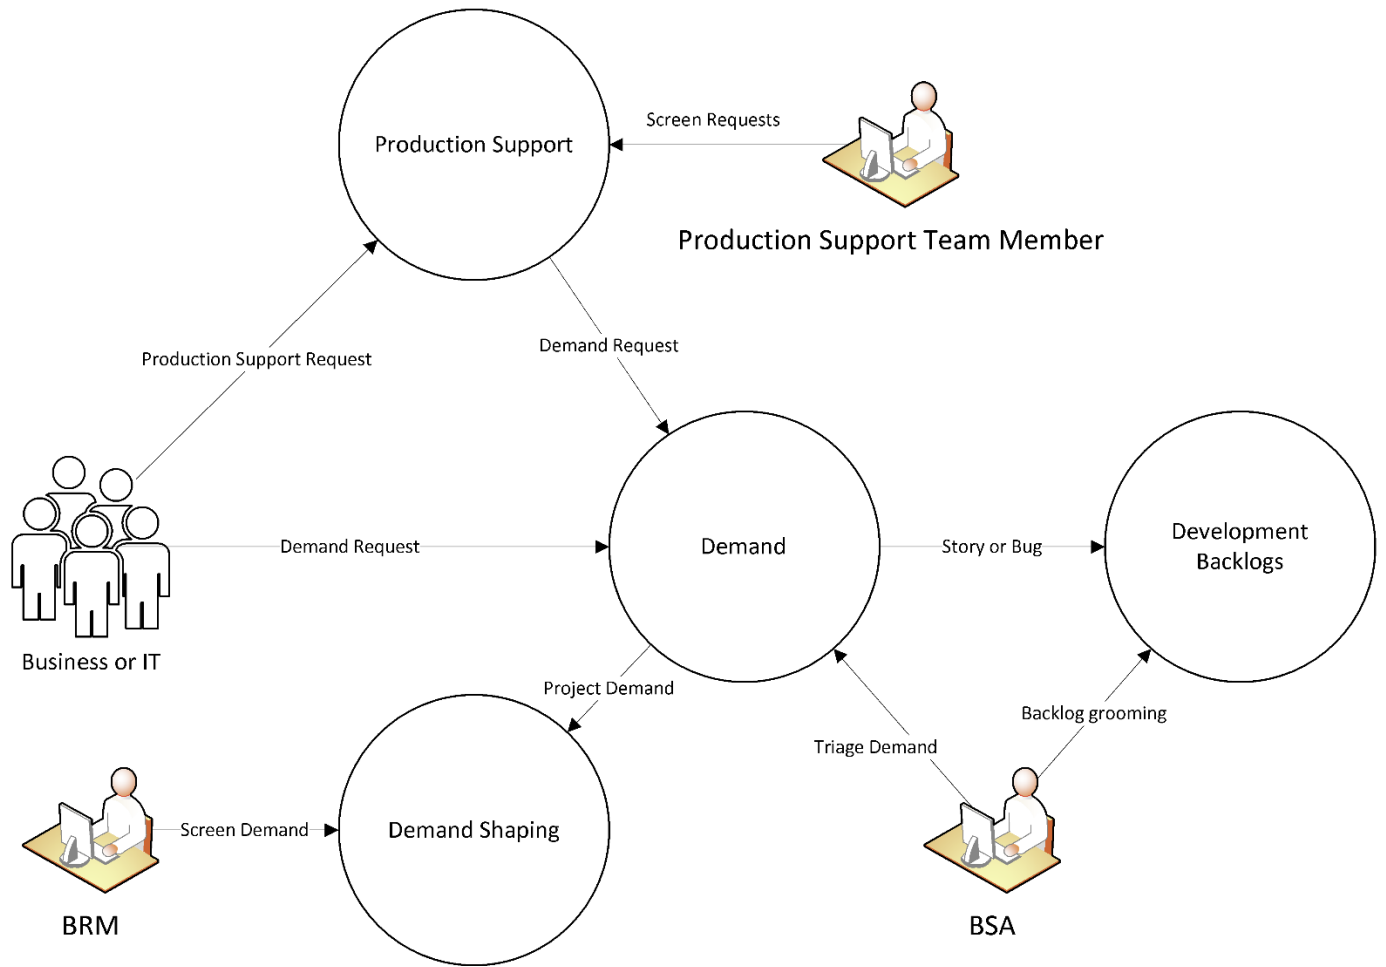 Production Support
Screen Requests
Production Support Team Member
Production Support Request
Demand Request
Demand Request
Demand
Story or Bug
Development
Backlogs
Business or IT
Project Demand
Backlog grooming
Triage Demand
Screen Demand
Demand Shaping
BRM
BSA